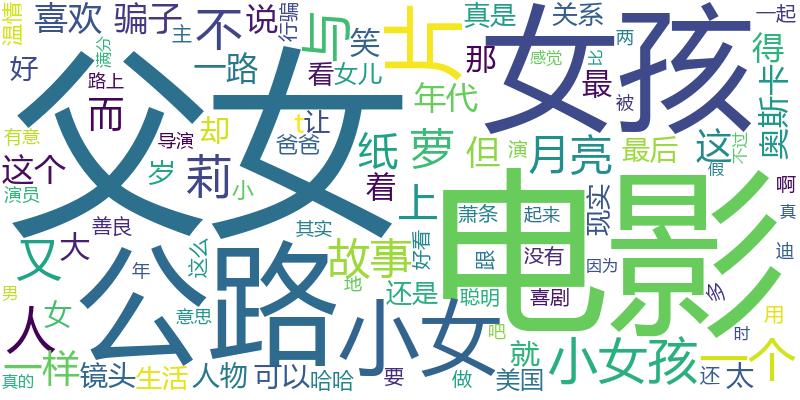 温情
喜欢
骗子
不
说
行骗
与
片
真是
关系
一起
女孩
好
主
满分
笑
那
感觉
比
两
得
奥斯卡
父女
路上
一路
看
女儿
最
被
而
年代
有意
导演
却
t
让
爸爸
纸
萝
但
演
月亮
最后
这
不过
这个
演员
岁
莉
小
着
假
啊
善良
上
萧条
起来
现实
真
又
大
其实
好看
电影
公路
故事
跟
没有
因为
迪
男
年
这么
地
还是
聪明
喜剧
多
人
女
意思
小女
吧
时
用
一样
真的
镜头
生活
人物
可以
哈哈
要
做
就
美国
小女孩
一个
还
太